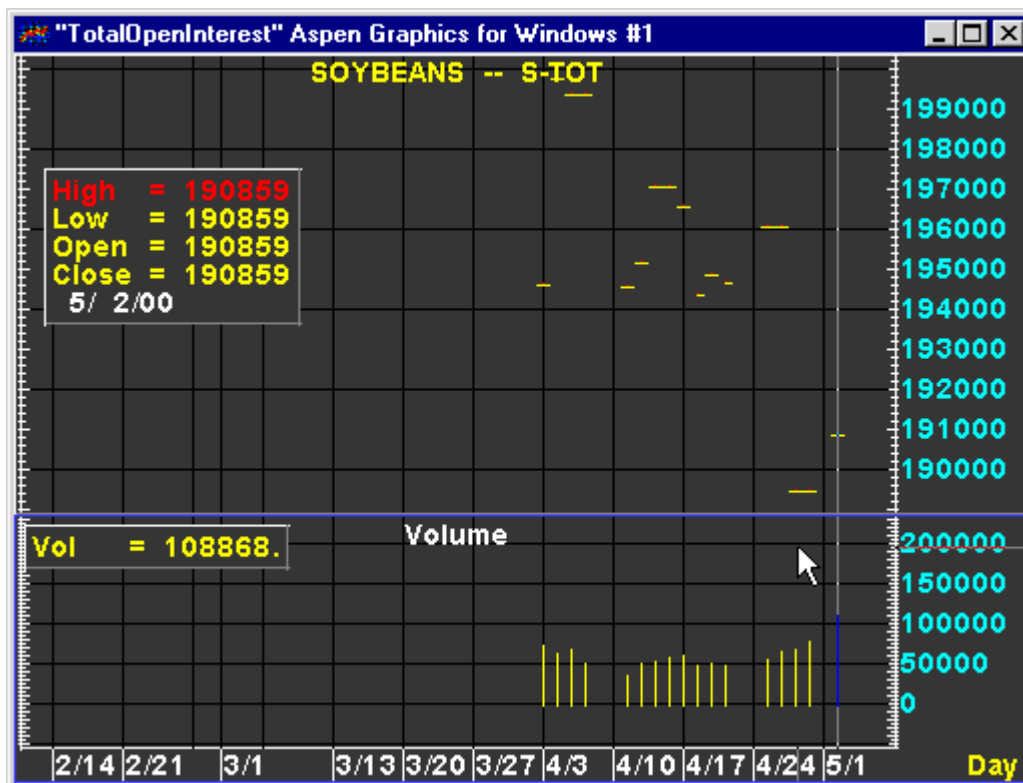 "TotalOpenInterest" Aspen Graphics for Windows #1
SOYBEANS -- S-TOT
High = 190859
Low = 190859
Open = 190859
Close = 190859
5/ 2/00
199000
198000
197000
196000
195000
194000
193000
192000
191000
190000
Vol = 108868.
Volume
200000
150000
100000
50000
0
2/14 2/21 3/1 3/13 3/20 3/27 4/3 4/10 4/17 4/24 5/1 Day